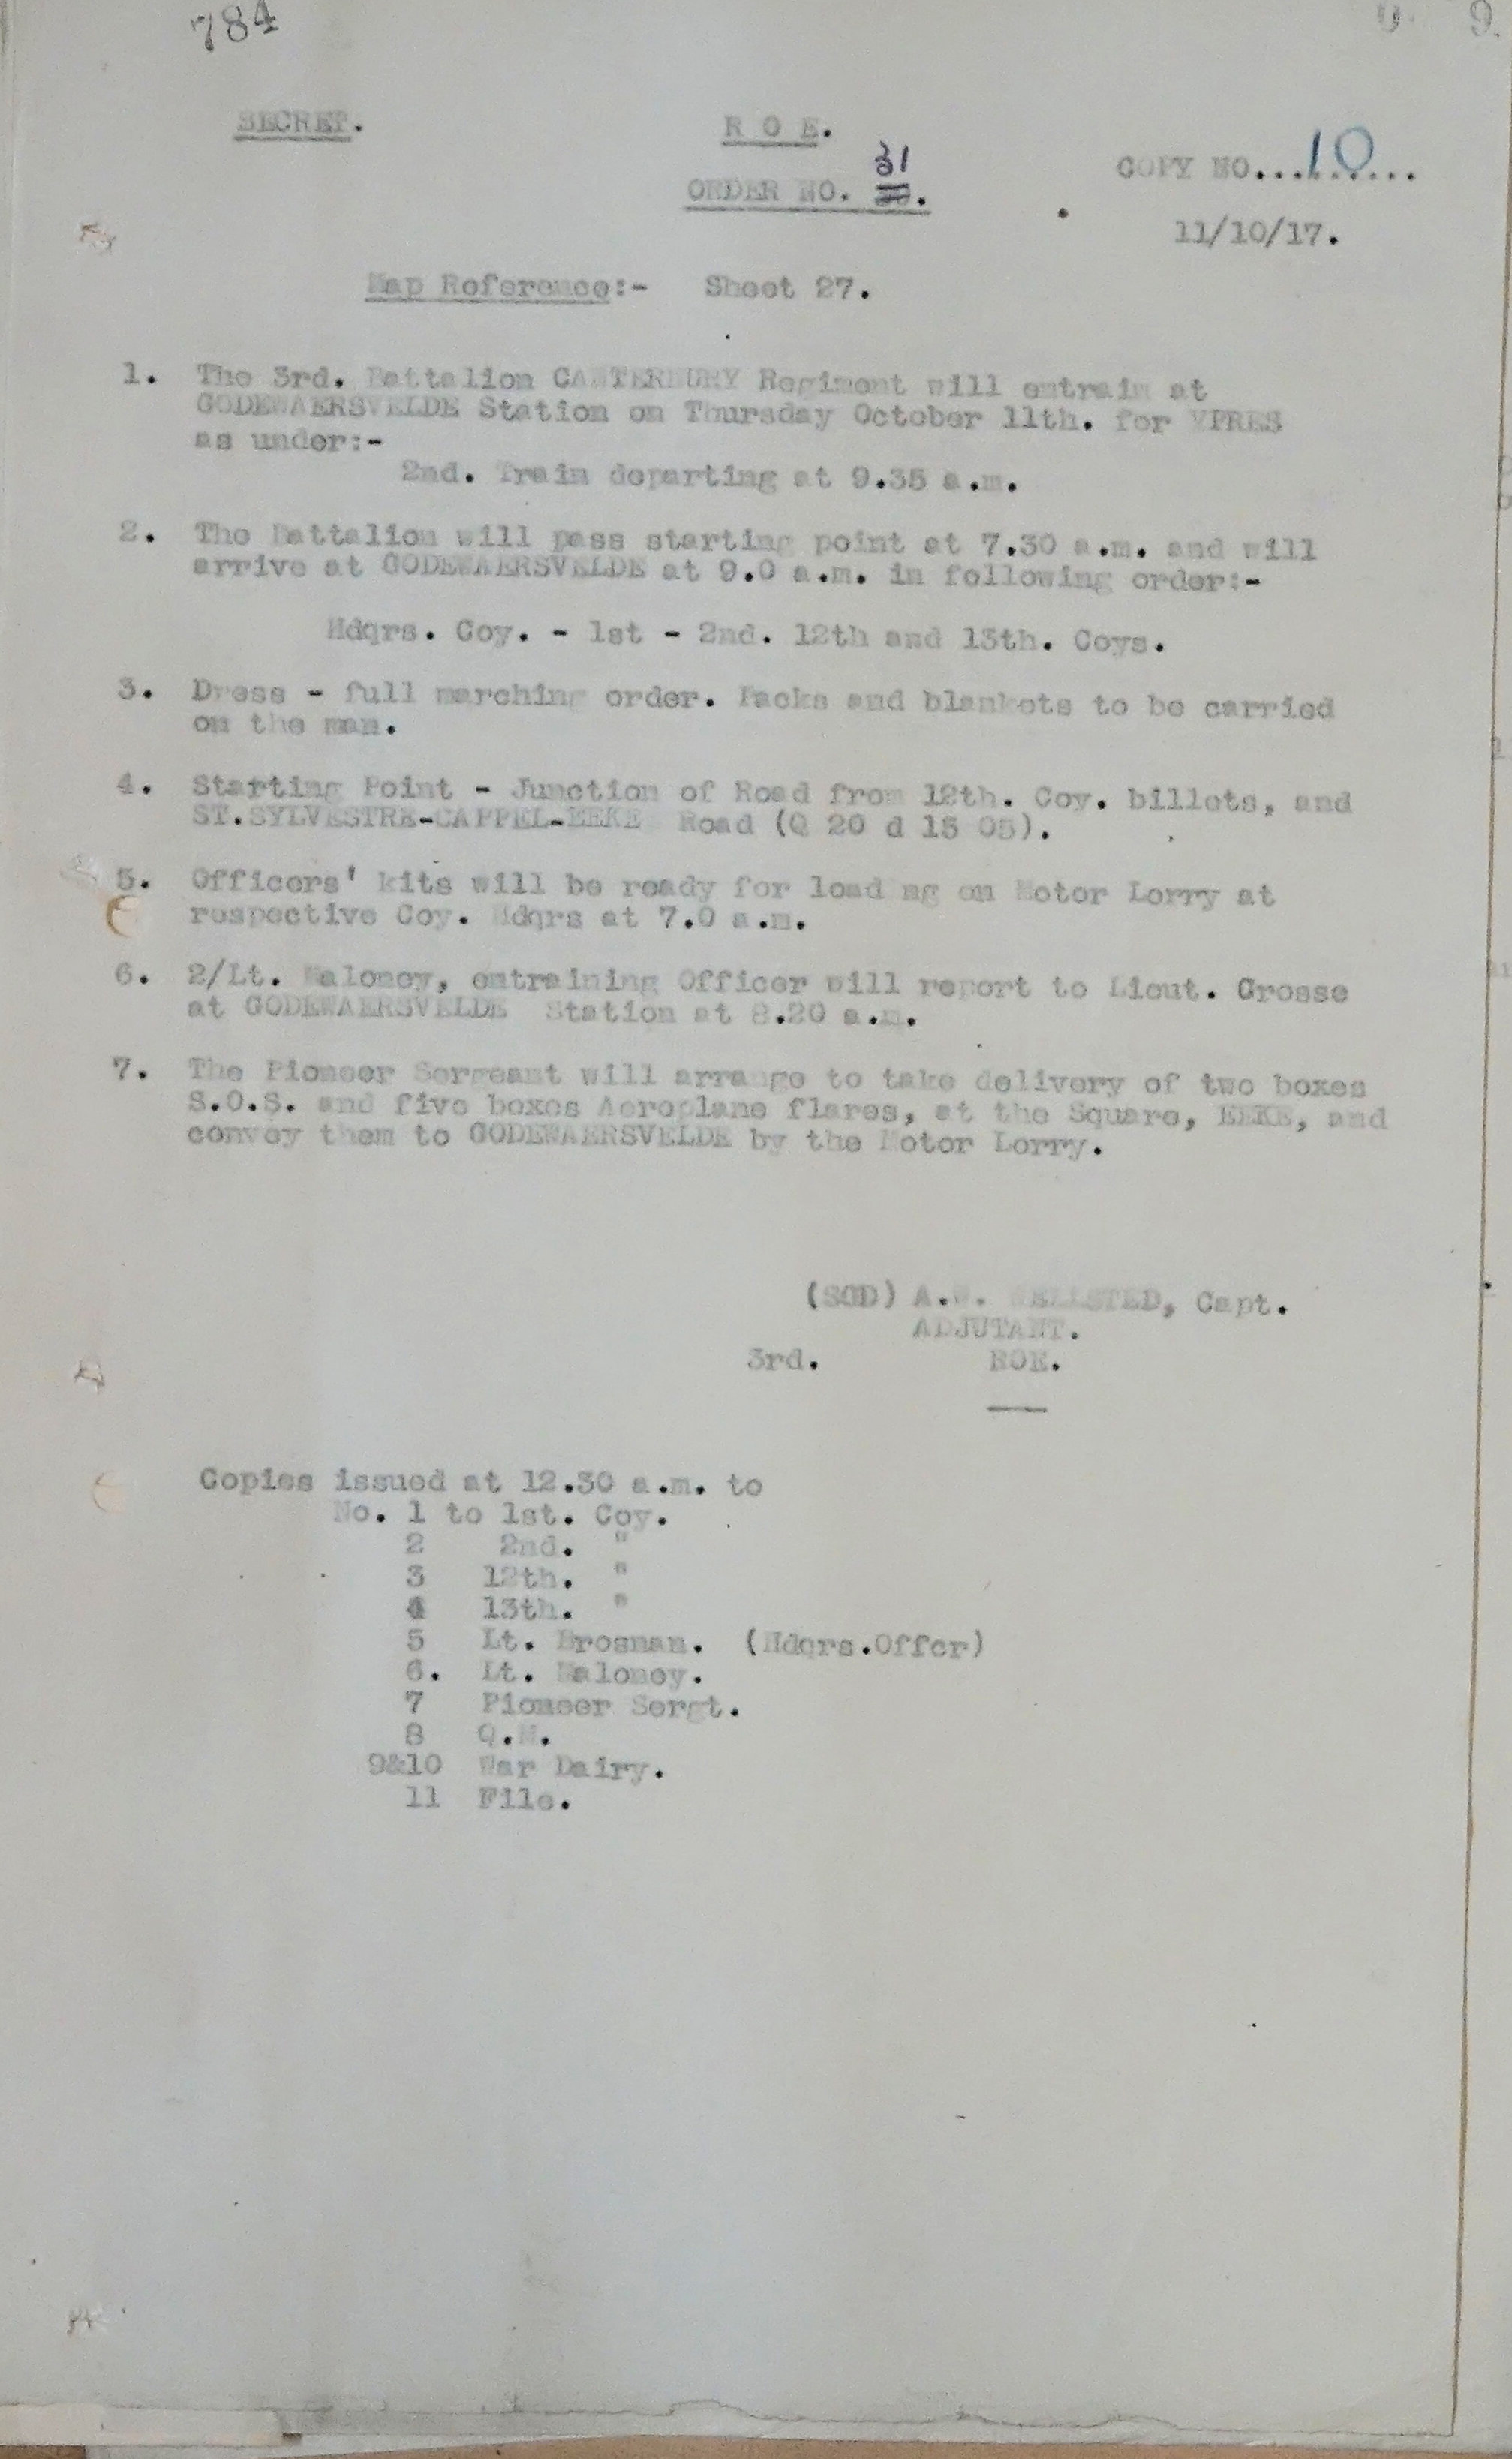 784
SECRET.
R O E.
31
ORDER NO. .
COPY NO....10....
11/10/17.
Map Reference:- Sheet 27.
1. The 3rd. Battalion CANTERBURY Regiment will entrain at
GODEWAERSVELDE Station on Thursday October 11th. for YPRES
as under:-
2nd. Train departing at 9.35 a.m.
2. The Battalion will pass starting point at 7.30 a.m. and will
arrive at GODEWAERSVELDE at 9.0 a.m. in following order:-
Hdqrs. Coy. - 1st - 2nd. 12th and 13th. Coys.
3. Dress - full marching order. Packs and blankets to be carried
on the man.
4. Starting Point - Junction of Road from 12th. Coy. billets, and
ST.SYLVESTRE-CAPPEL-EEKE Road (Q 20 d 15 05).
5. Officers' kits will be ready for load ng on Motor Lorry at
respective Coy. Hdqrs at 7.0 a.m.
6. 2/Lt. Maloney, entraining Officer will report to Lieut. Grosse
at GODEWAERSVELDE Station at 8.20 a.m.
7. The Pioneer Sergeant will arrange to take delivery of two boxes
S.O.S. and five boxes Aeroplane flares, at the Square, EEKE, and
convey them to GODEWAERSVELDE by the Motor Lorry.
(SGD) A.W. WELLSTED, Capt.
ADJUTANT.
3rd. ROE.
Copies issued at 12.30 a.m. to
No. 1 to 1st. Coy.
2 2nd. "
3 12th. "
4 13th. "
5 Lt. Brosnan. (Hdqrs.Offcr)
6. Lt. Maloney.
7 Pioneer Sergt.
8 Q.M.
9&10 War Dairy.
11 File.